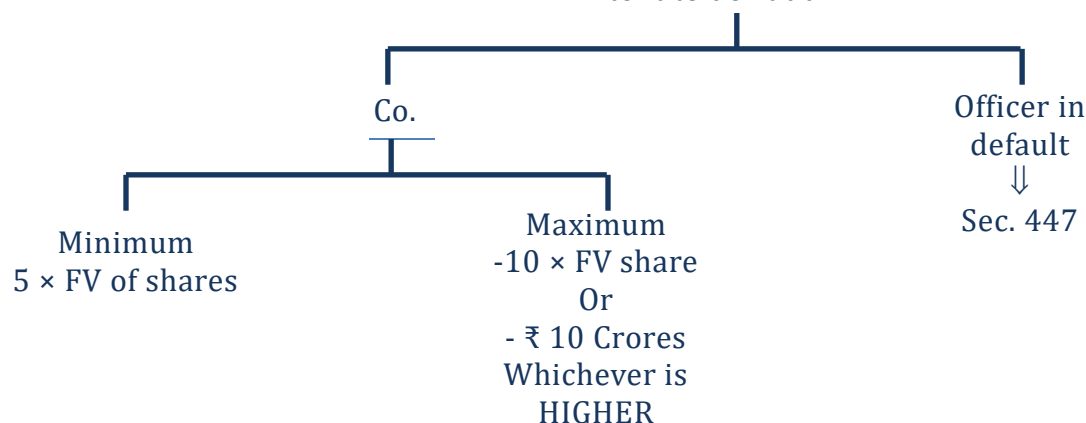 Co.
Officer in
default
⇓
Sec. 447
Minimum
5 × FV of shares
Maximum
-10 × FV share
Or
- ₹ 10 Crores
Whichever is
HIGHER